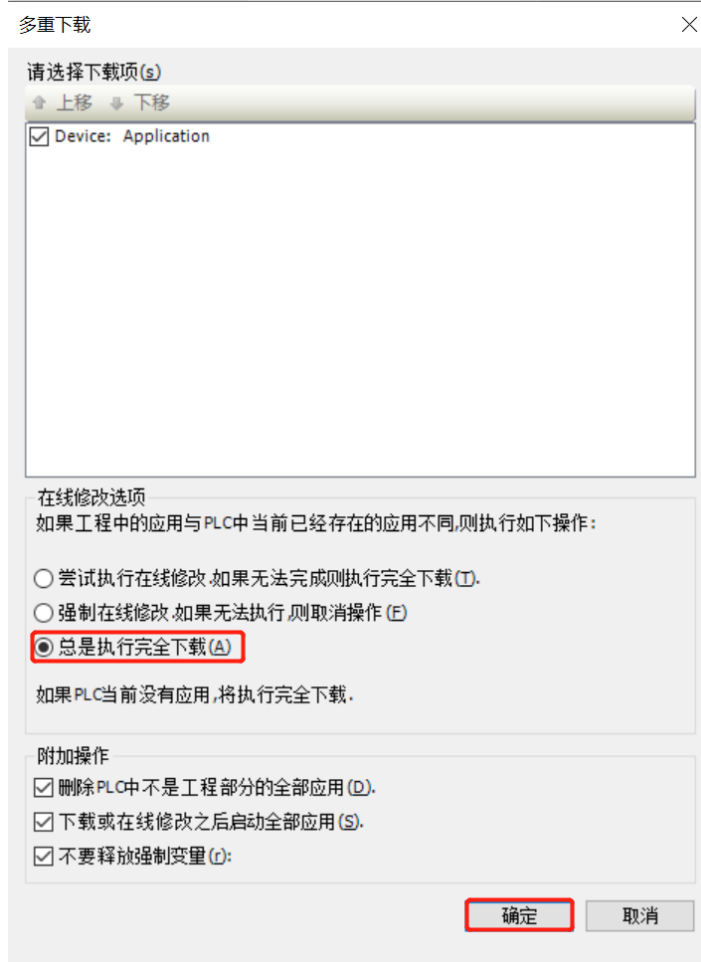 多重下载
请选择下载项(s)
上移 下移
Device: Application
在线修改选项
如果工程中的应用与PLC中当前已经存在的应用不同,则执行如下操作:
尝试执行在线修改.如果无法完成则执行完全下载(T).
强制在线修改.如果无法执行,则取消操作(F)
总是执行完全下载(A)
如果PLC当前没有应用,将执行完全下载.
附加操作
删除PLC中不是工程部分的全部应用(D).
下载或在线修改之后启动全部应用(S).
不要释放强制变量(r):
确定 取消